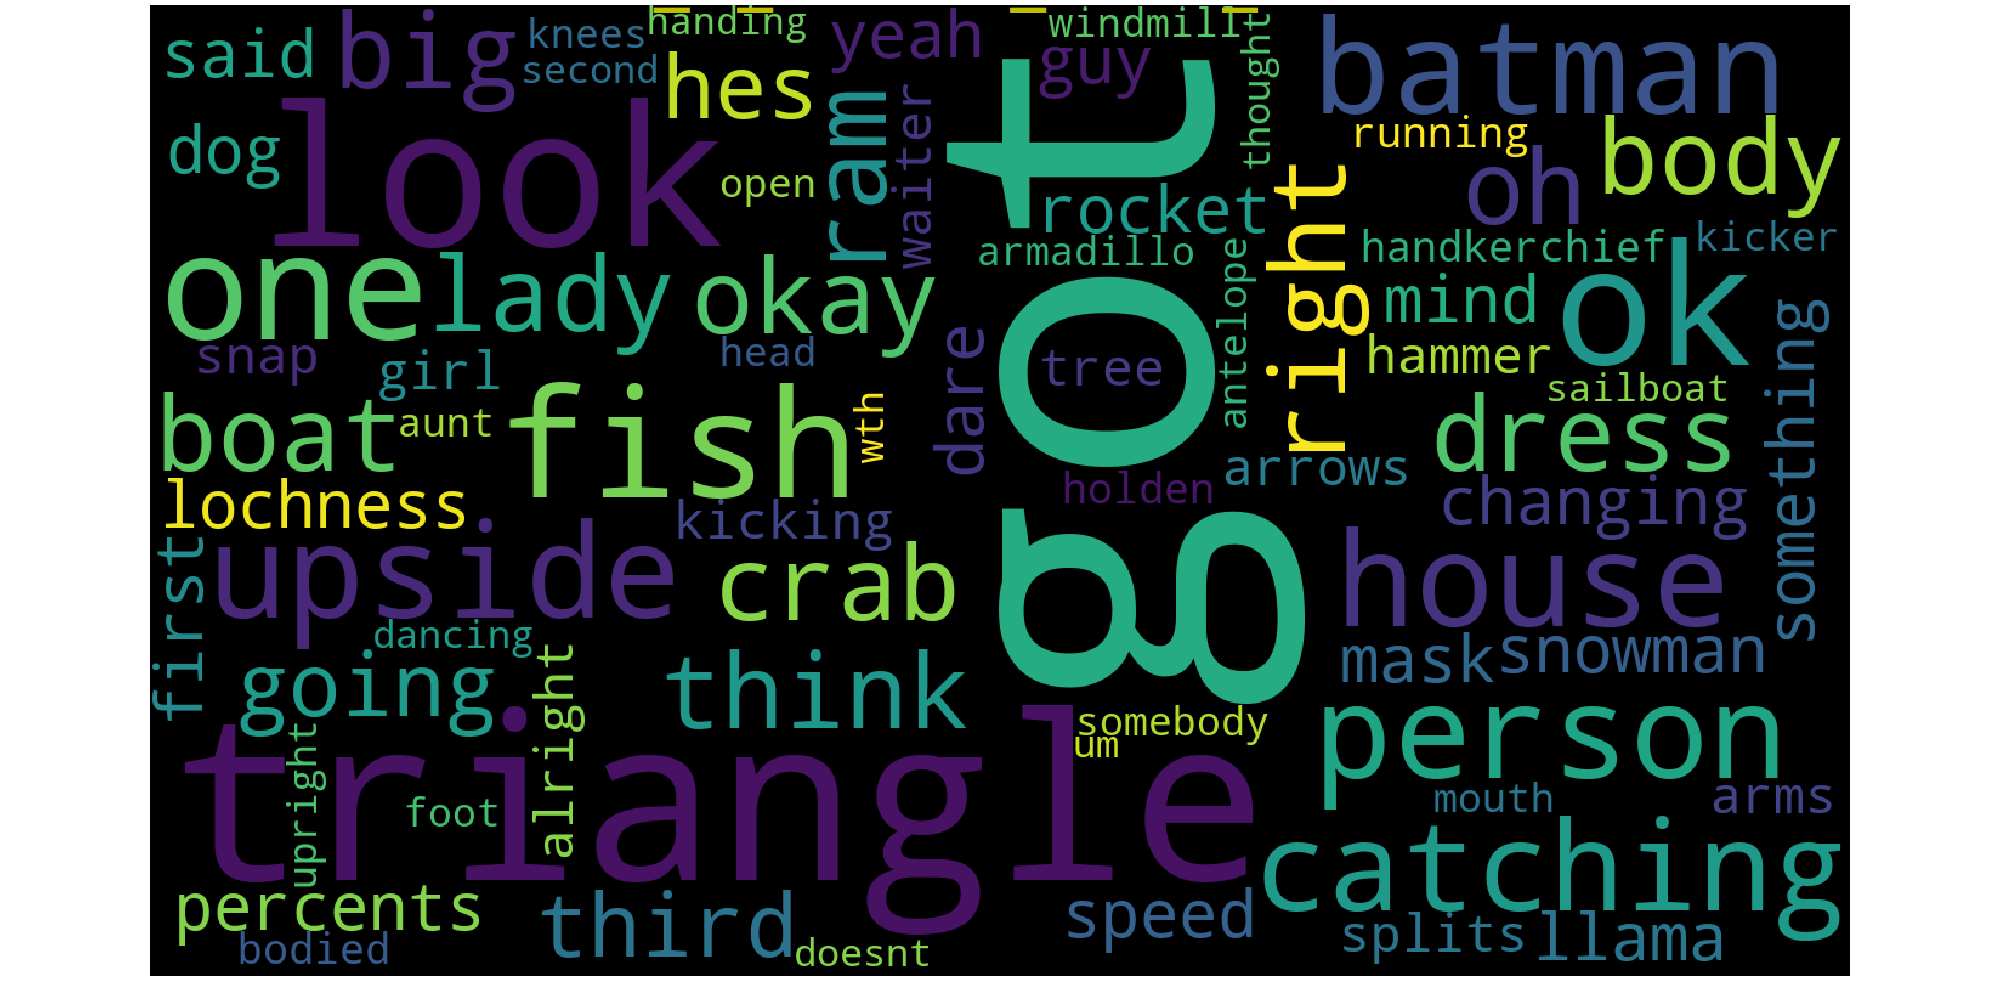 said
big
knees
handing
second
hes
yeah
guy
windmill
thought
batman
dog
look
open
ram
waiter
got
rocket
armadillo
antelope
right
running
oh
body
handkerchief
kicker
one
lady
okay
mind
ok
snap
girl
head
dare
tree
hammer
sailboat
something
boat
aunt
fish
wth
holden
arrows
dress
lochness
kicking
changing
first
upside
crab
house
dancing
going
think
mask
snowman
alright
upright
foot
triangle
somebody
um
person
mouth
arms
percents
bodied
third
doesnt
speed
catching
splits
llama